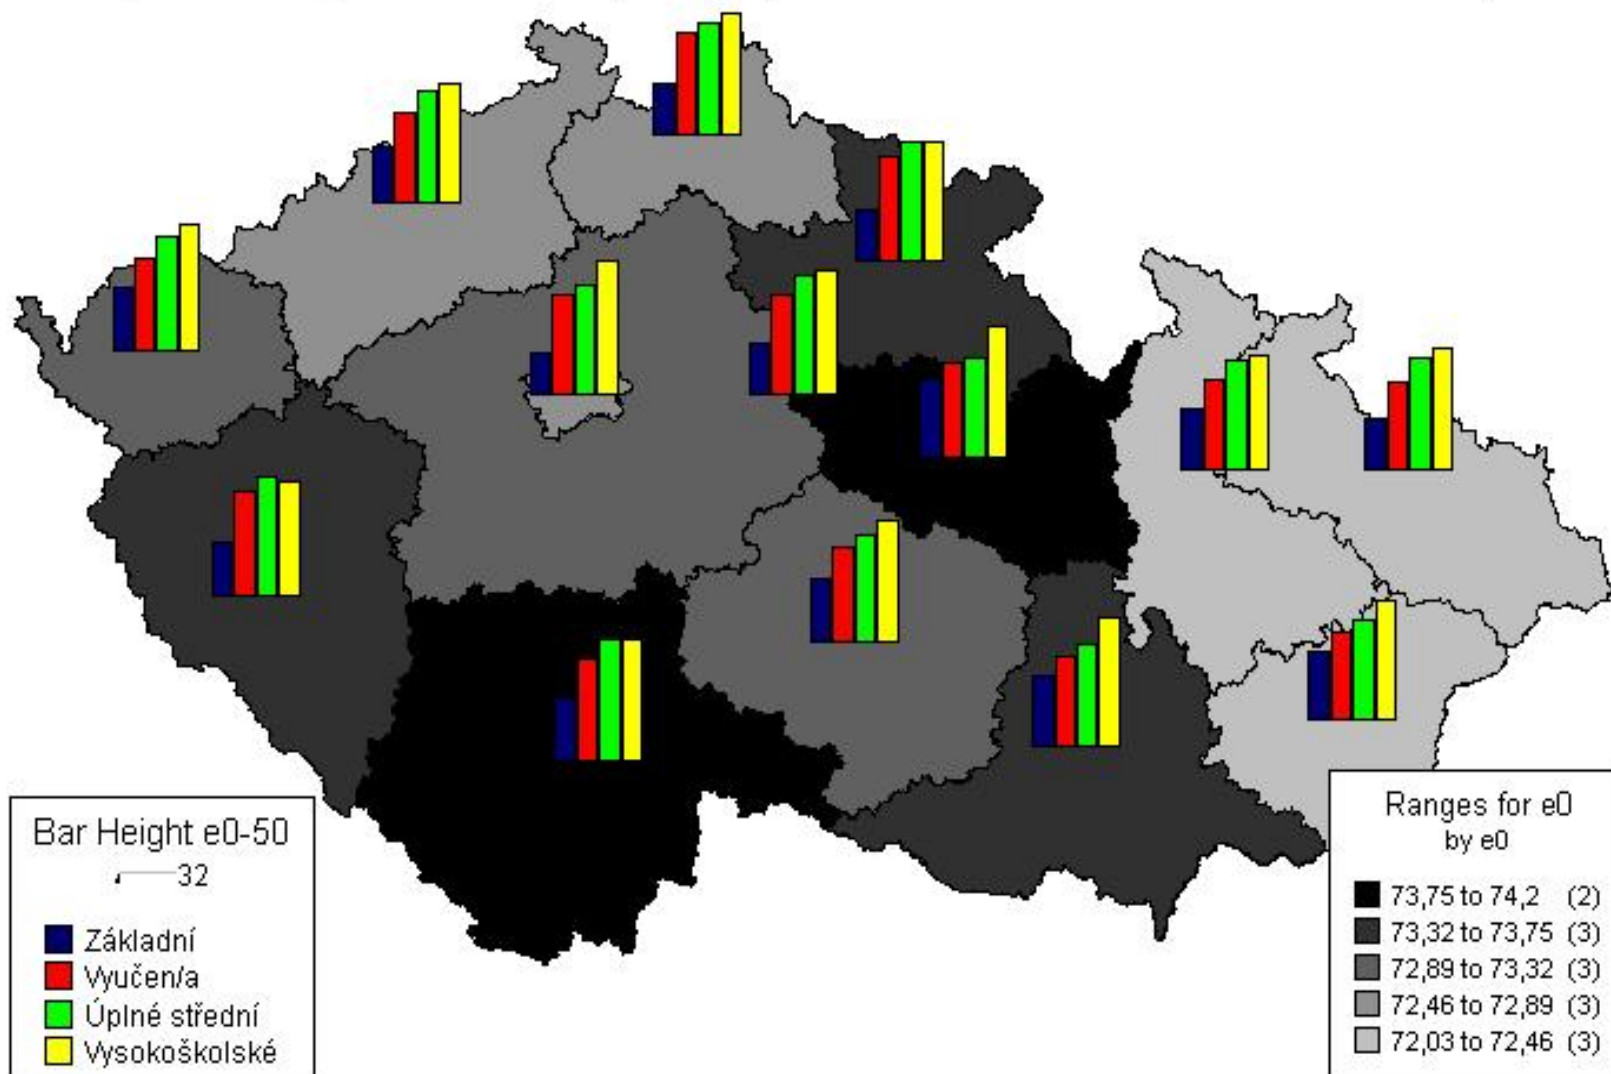 Bar Height e0-50
32
Základní
Vyučen/a
Úplné střední
Vysokoškolské
Ranges for e0
by e0
73,75 to 74,2 (2)
73,32 to 73,75 (3)
72,89 to 73,32 (3)
72,46 to 72,89 (3)
72,03 to 72,46 (3)